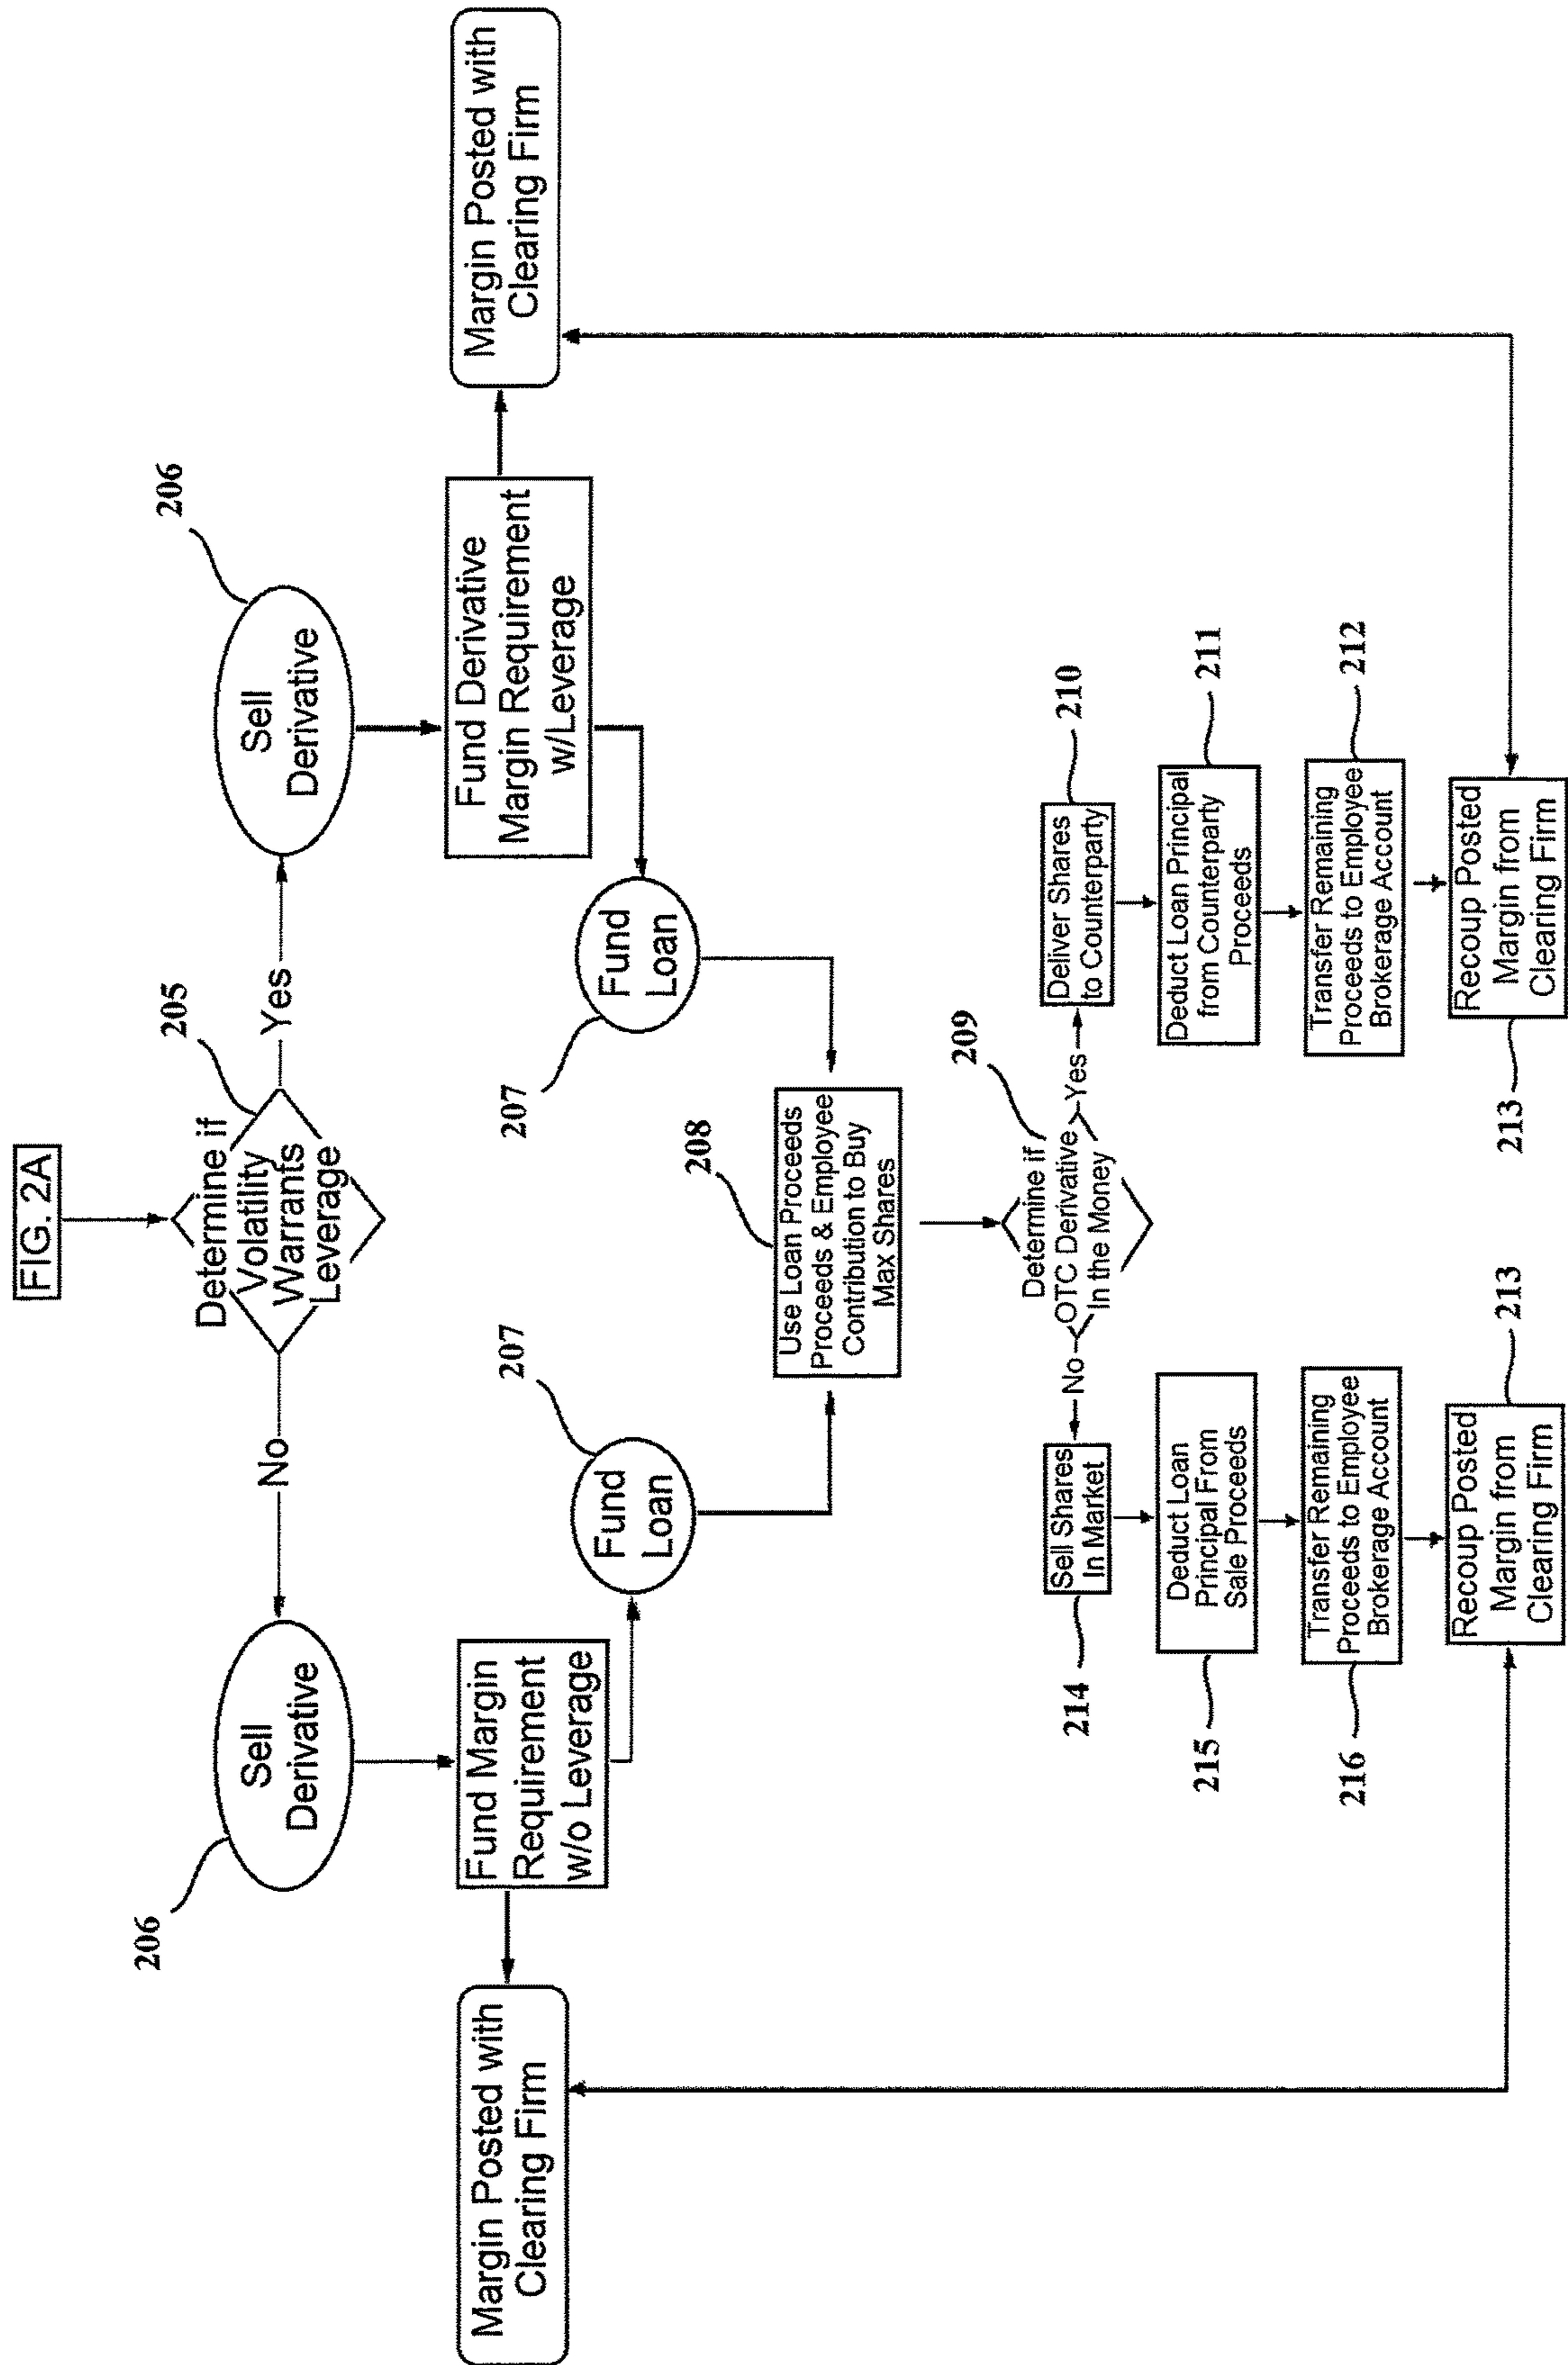 FIG. 2A
205
Determine if
Volatility
Warrants
Leverage
No
Yes
206
Sell
Derivative
206
Sell
Derivative
Margin Posted with
Clearing Firm
Fund Margin
Requirement
w/o Leverage
Fund Derivative
Margin Requirement
w/Leverage
Margin Posted with
Clearing Firm
207
Fund
Loan
207
Fund
Loan
208
Use Loan Proceeds
Proceeds & Employee
Contribution to Buy
Max Shares
209
Determine if
OTC Derivative
In the Money
No
Yes
214
Sell Shares
In Market
Deliver Shares
to Counterparty
210
215
Deduct Loan
Principal From
Sale Proceeds
Deduct Loan Principal
from Counterparty
Proceeds
211
216
Transfer Remaining
Proceeds to Employee
Brokerage Account
Transfer Remaining
Proceeds to Employee
Brokerage Account
212
213
Recoup Posted
Margin from
Clearing Firm
213
Recoup Posted
Margin from
Clearing Firm